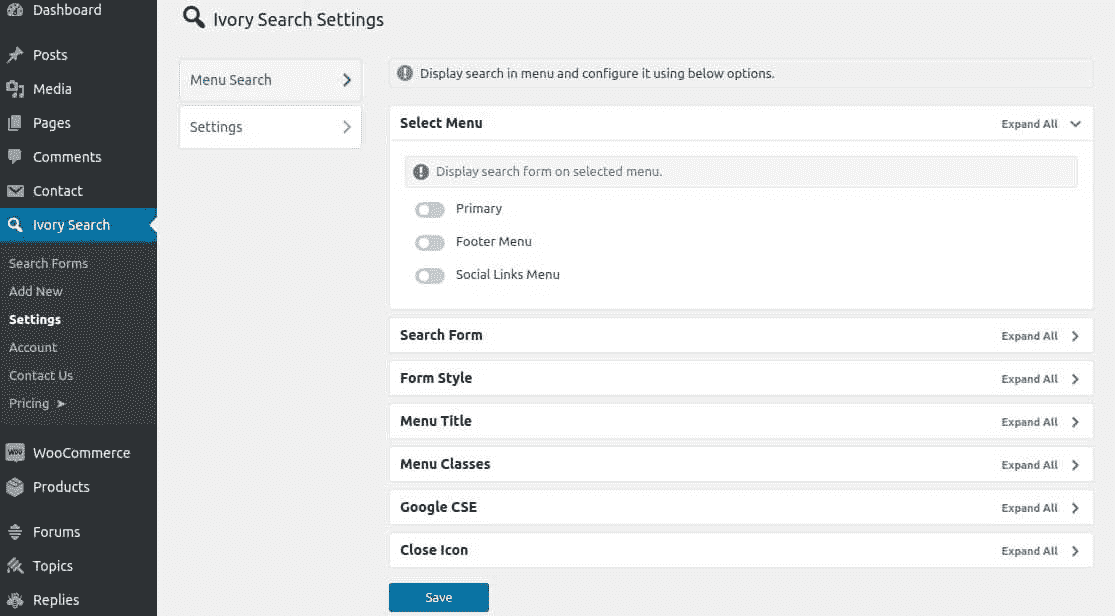 Dashboard
Posts
Media
Pages
Comments
Contact
Ivory Search
Search Forms
Add New
Settings
Account
Contact Us
Pricing ➤
WooCommerce
Products
Forums
Topics
Replies
Ivory Search Settings
Menu Search
Settings
Display search in menu and configure it using below options.
Select Menu Expand All
Display search form on selected menu.
Primary
Footer Menu
Social Links Menu
Search Form Expand All
Form Style Expand All
Menu Title Expand All
Menu Classes Expand All
Google CSE Expand All
Close Icon Expand All
Save